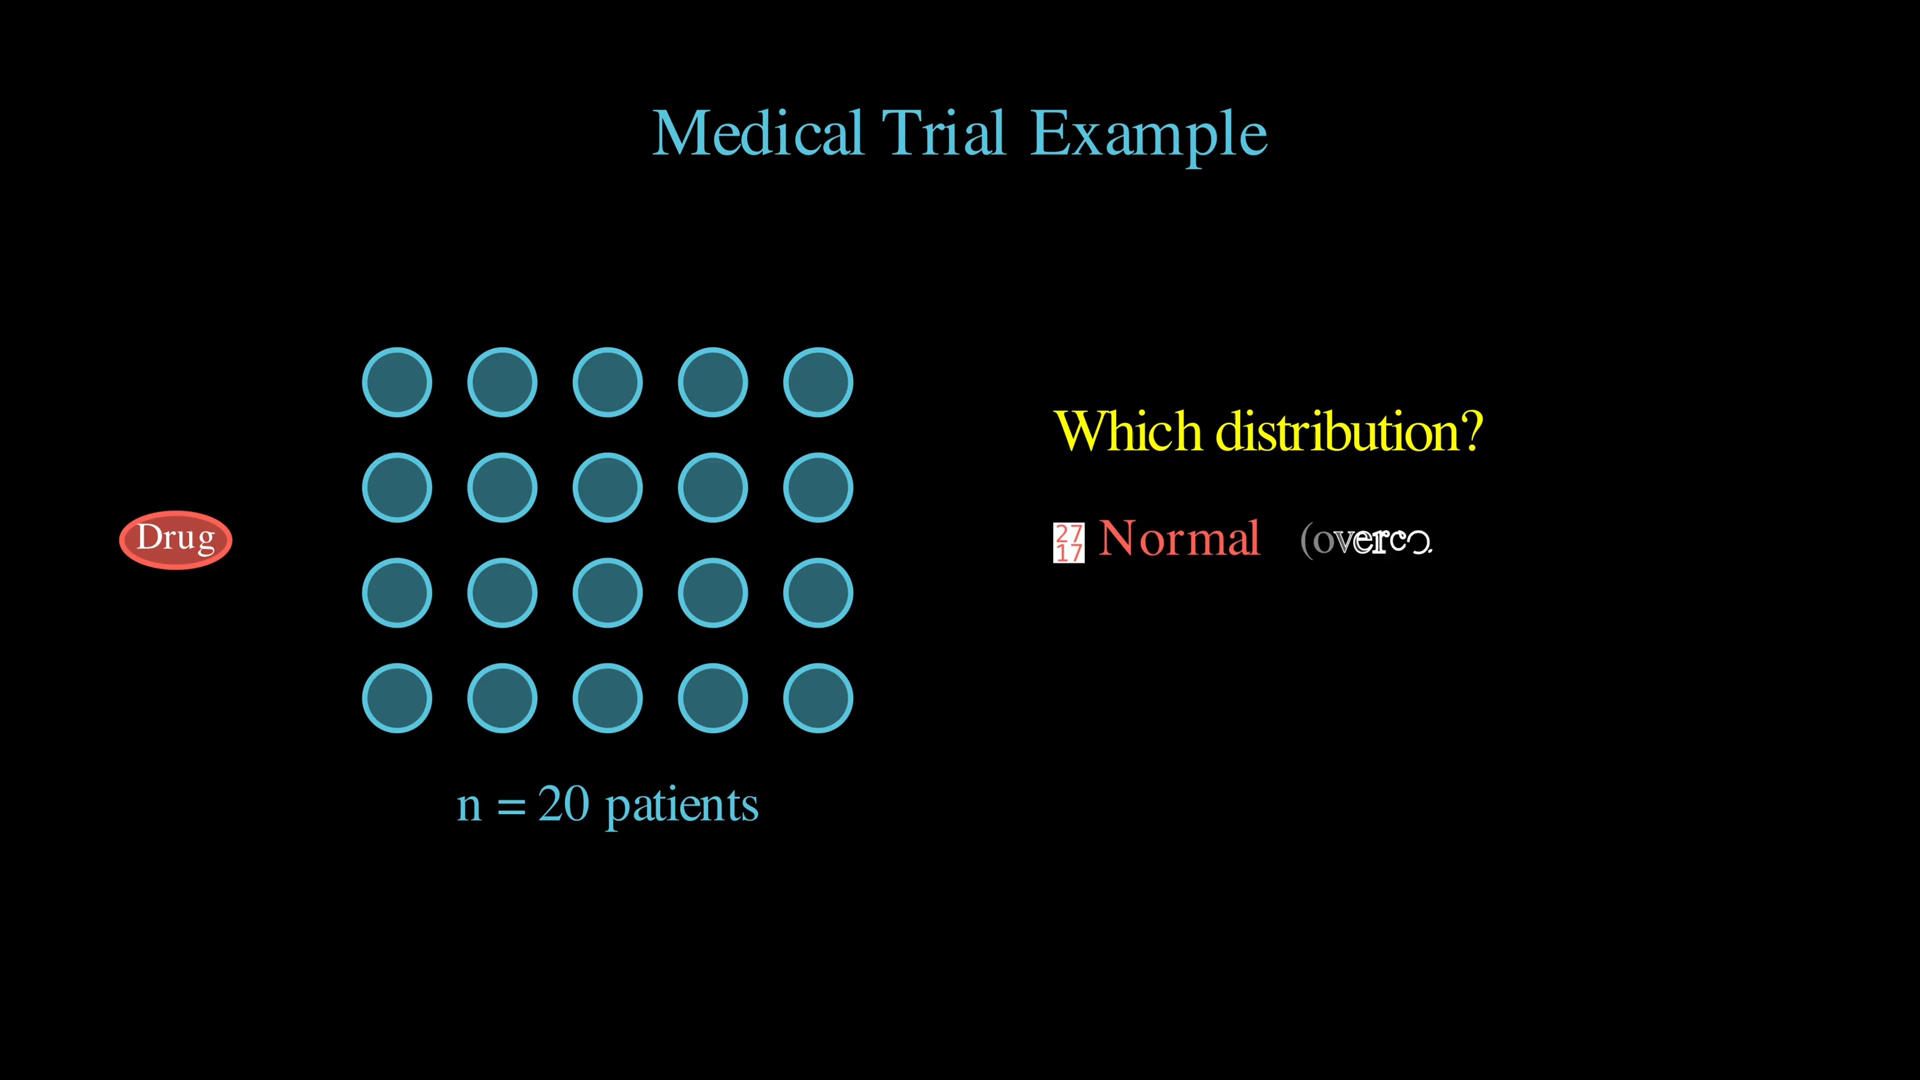 Medical Trial Example
Which distribution?
Drug
Normal
n = 20 patients